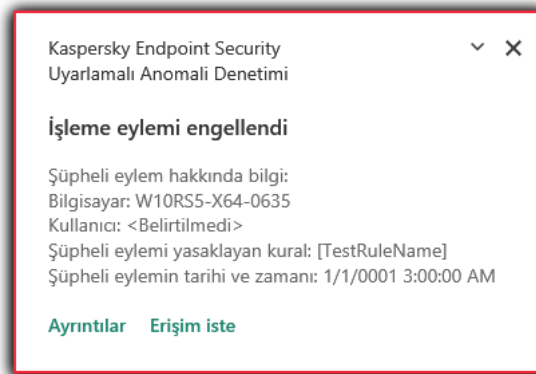 Kaspersky Endpoint Security
Uyarlamalı Anomali Denetimi
İşleme eylemi engellendi
Şüpheli eylem hakkında bilgi:
Bilgisayar: W10RS5-X64-0635
Kullanıcı: <Belirtilmedi>
Şüpheli eylemi yasaklayan kural: [TestRuleName]
Şüpheli eylemin tarihi ve zamanı: 1/1/0001 3:00:00 AM
Ayrıntılar Erişim iste